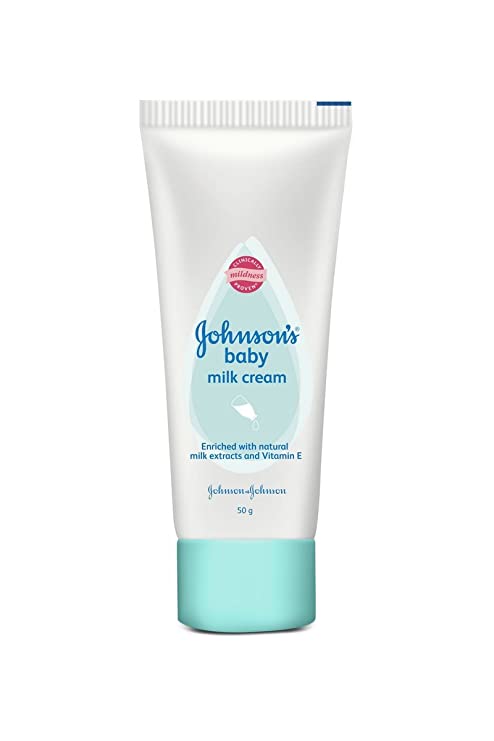 CLINICALLY
mildness
PROVEN
Johnson's®
baby
milk cream
Enriched with natural
milk extracts and Vitamin E
Johnson & Johnson
50 g